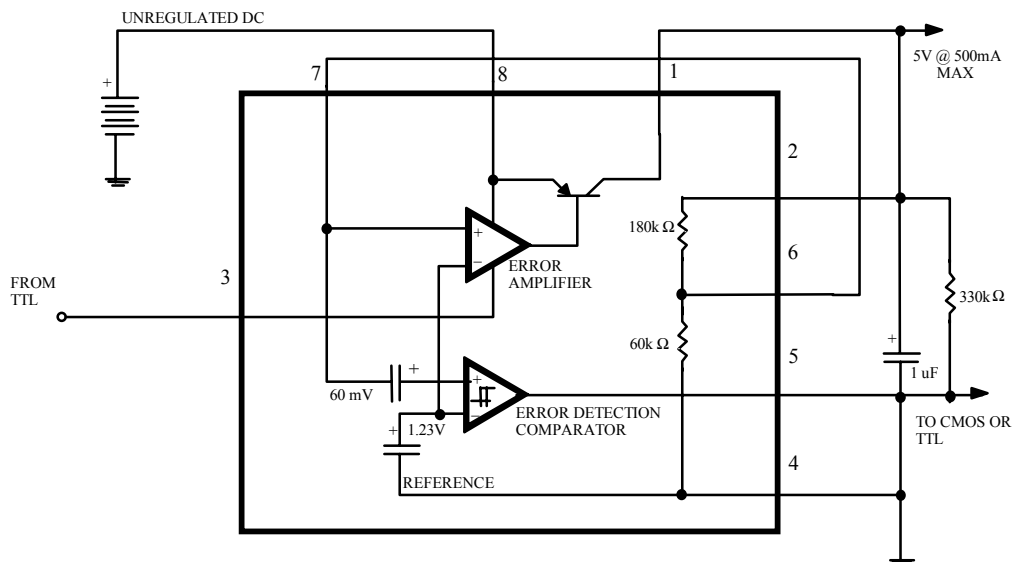 UNREGULATED DC
5V @ 500mA
MAX
7
8
1
+
2
180k Ω
6
+
−
ERROR
AMPLIFIER
3
FROM
TTL
330k Ω
60k Ω
5
+
1 uF
60 mV
+
+
−
ERROR DETECTION
COMPARATOR
+
1.23V
TO CMOS OR
TTL
4
REFERENCE